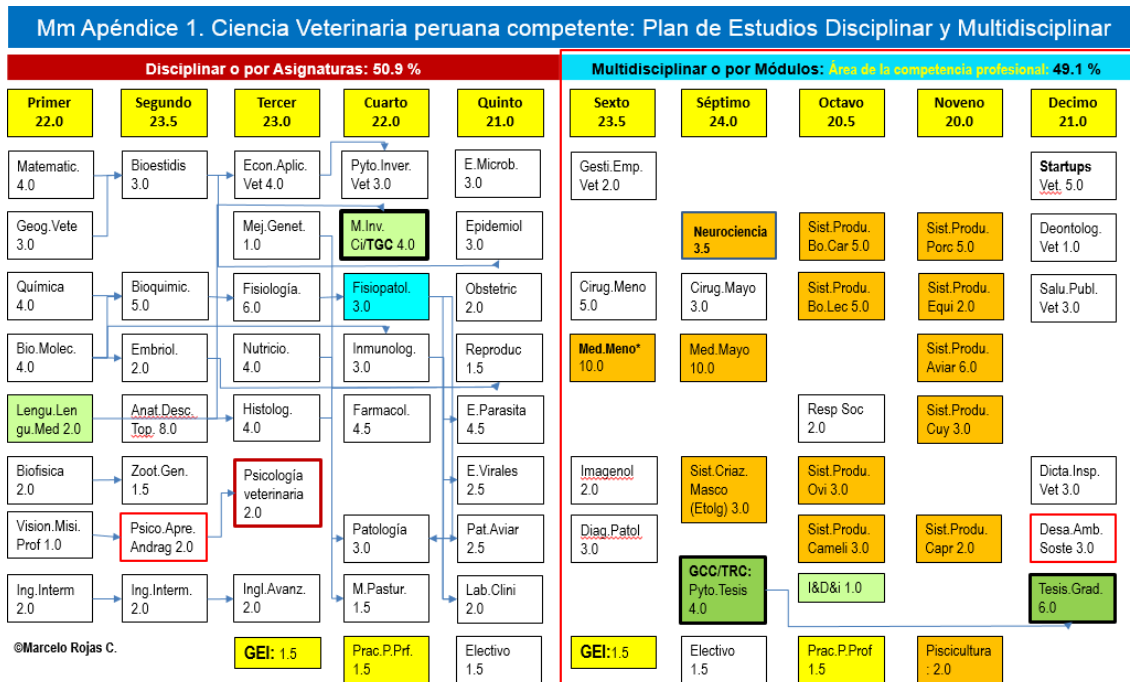 Mm Apéndice 1. Ciencia Veterinaria peruana competente: Plan de Estudios Disciplinar y Multidisciplinar
Disciplinar o por Asignaturas: 50.9 %
Multidisciplinar o por Módulos: Área de la competencia profesional: 49.1 %
Primer
22.0
Segundo
23.5
Tercer
23.0
Cuarto
22.0
Quinto
21.0
Sexto
23.5
Séptimo
24.0
Octavo
20.5
Noveno
20.0
Decimo
21.0
Matematic.
4.0
Bioestidis
3.0
Econ.Aplic.
Vet 4.0
Pyto.Inver.
Vet 3.0
E.Microb.
3.0
Gesti.Emp.
Vet 2.0
Startups
Vet. 5.0
Geog.Vete
3.0
Mej.Genet.
1.0
M.Inv.
Ci/TGC 4.0
Epidemiol
3.0
Neurociencia
3.5
Sist.Produ.
Bo.Car 5.0
Sist.Produ.
Porc 5.0
Deontolog.
Vet 1.0
Química
4.0
Bioquimic.
5.0
Fisiología.
6.0
Fisiopatol.
3.0
Obstetric
2.0
Cirug.Meno
5.0
Cirug.Mayo
3.0
Sist.Produ.
Bo.Lec 5.0
Sist.Produ.
Equi 2.0
Salu.Publ.
Vet 3.0
Bio.Molec.
4.0
Embriol.
2.0
Nutricio.
4.0
Inmunolog.
3.0
Reproduc
1.5
Med.Meno*
10.0
Med.Mayo
10.0
Sist.Produ.
Aviar 6.0
Lengu.Len
gu.Med 2.0
Anat.Desc.
Top. 8.0
Histolog.
4.0
Farmacol.
4.5
E.Parasita
4.5
Resp Soc
2.0
Sist.Produ.
Cuy 3.0
Biofisica
2.0
Zoot.Gen.
1.5
Psicología
veterinaria
2.0
E.Virales
2.5
Imagenol
2.0
Sist.Criaz.
Masco
(Etolg) 3.0
Sist.Produ.
Ovi 3.0
Dicta.Insp.
Vet 3.0
Vision.Misi.
Prof 1.0
Psico.Apre.
Andrag 2.0
Patología
3.0
Pat.Aviar
2.5
Diag.Patol
3.0
Sist.Produ.
Cameli 3.0
Sist.Produ.
Capr 2.0
Desa.Amb.
Soste 3.0
Ing.Interm
2.0
Ing.Interm.
2.0
Ingl.Avanz.
2.0
M.Pastur.
1.5
Lab.Clini
2.0
GCC/TRC:
Pyto.Tesis
4.0
I&D&i 1.0
Tesis.Grad.
6.0
©Marcelo Rojas C.
GEI: 1.5
Prac.P.Prf.
1.5
Electivo
1.5
GEI:1.5
Electivo
1.5
Prac.P.Prof
1.5
Piscicultura
: 2.0